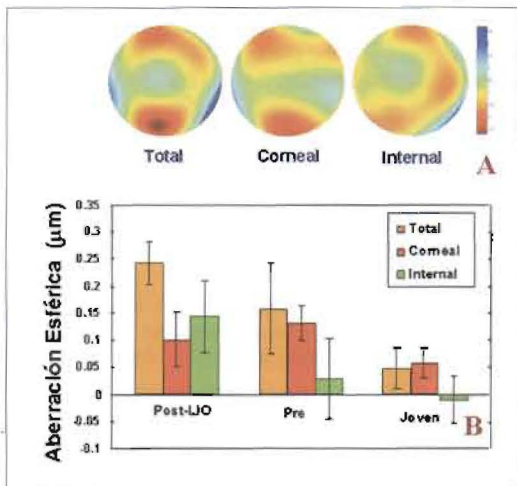 Total Corneal Internal
A
Aberración Esférica (μm)
0.35
0.3
0.25
0.2
0.15
0.1
0.05
0
-0.05
-0.1
Total
Corneal
Internal
Post-LIO Pre Joven
B